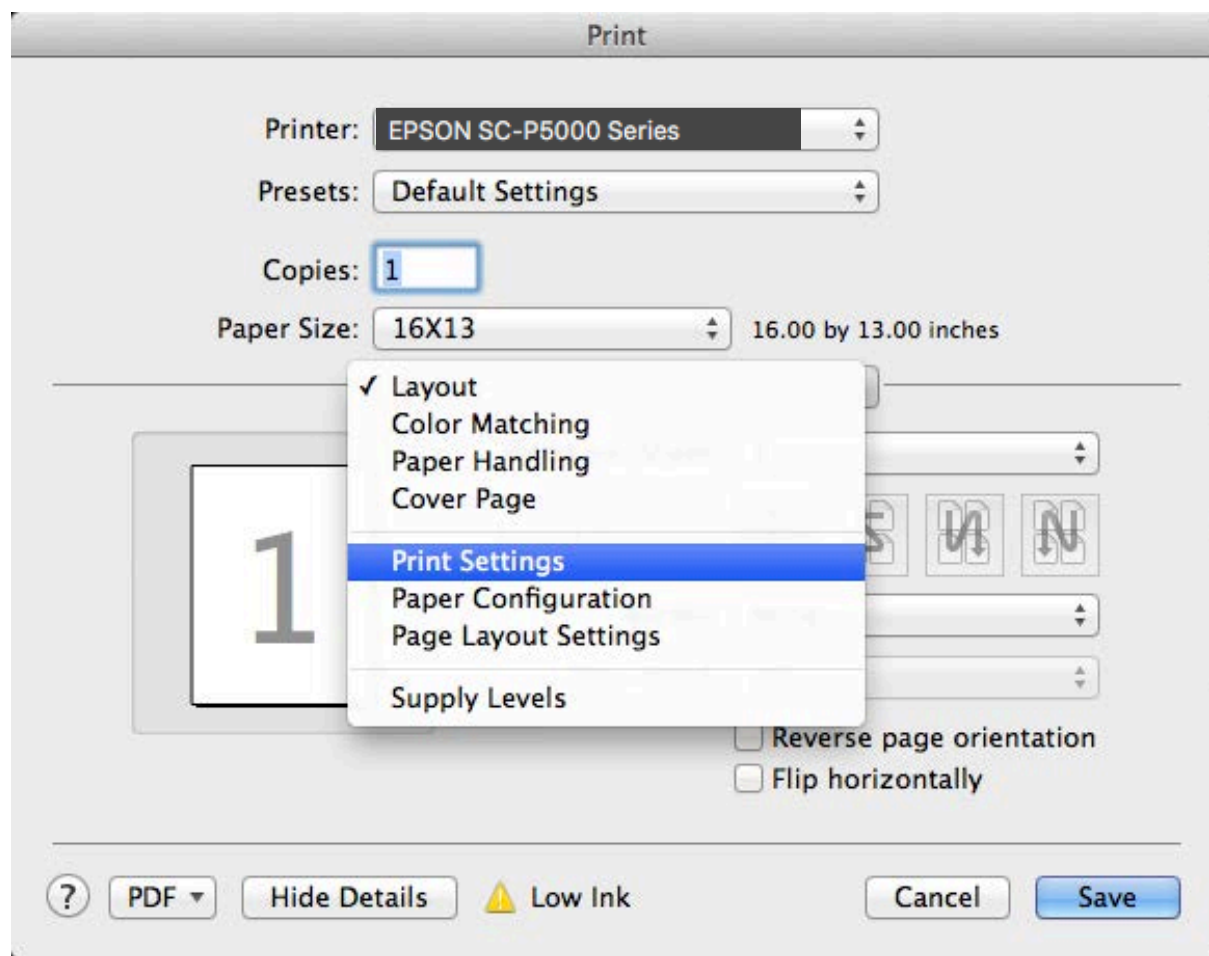 Print
Printer: EPSON SC-P5000 Series
Presets: Default Settings
Copies: 1
Paper Size: 16X13 16.00 by 13.00 inches
✓ Layout
Color Matching
Paper Handling
Cover Page
Print Settings
Paper Configuration
Page Layout Settings
Supply Levels
1
Reverse page orientation
Flip horizontally
? PDF Hide Details Low Ink Cancel Save